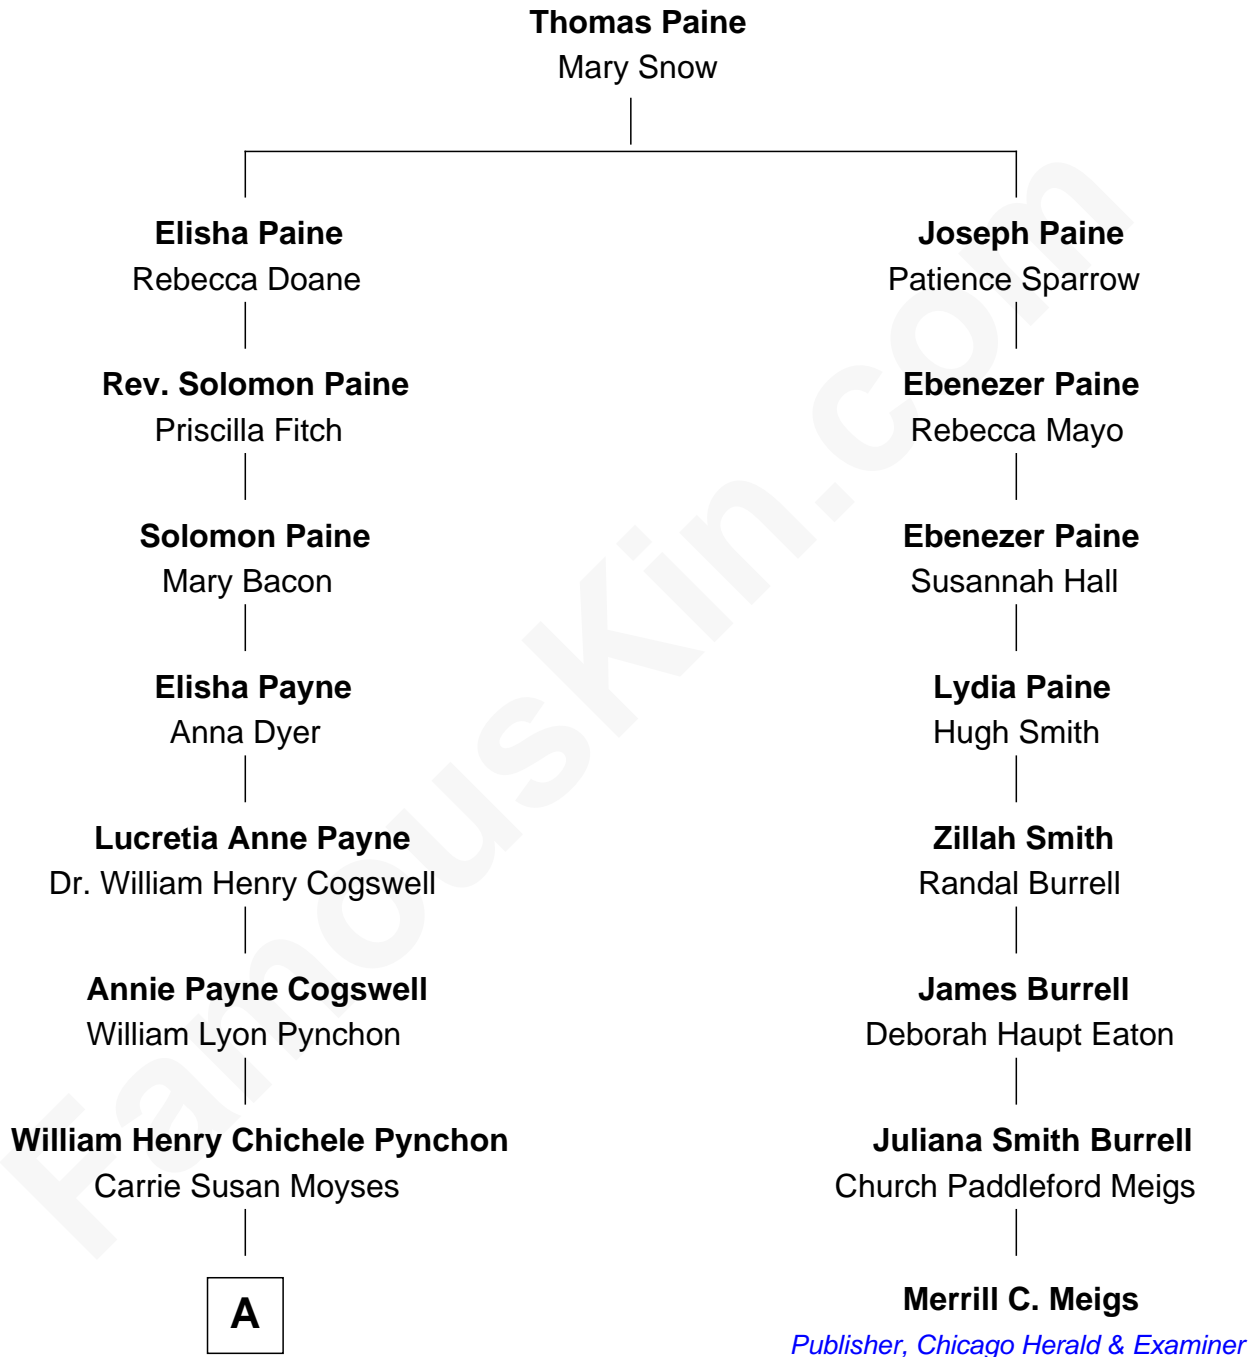 Thomas Paine
Mary Snow
Elisha Paine
Rebecca Doane
Joseph Paine
Patience Sparrow
Rev. Solomon Paine
Priscilla Fitch
Ebenezer Paine
Rebecca Mayo
Solomon Paine
Mary Bacon
Ebenezer Paine
Susannah Hall
Elisha Payne
Anna Dyer
Lydia Paine
Hugh Smith
Lucretia Anne Payne
Dr. William Henry Cogswell
Zillah Smith
Randal Burrell
Annie Payne Cogswell
William Lyon Pynchon
James Burrell
Deborah Haupt Eaton
William Henry Chichele Pynchon
Carrie Susan Moyses
Juliana Smith Burrell
Church Paddleford Meigs
A
Merrill C. Meigs
Publisher, Chicago Herald & Examiner
FamousKin.com